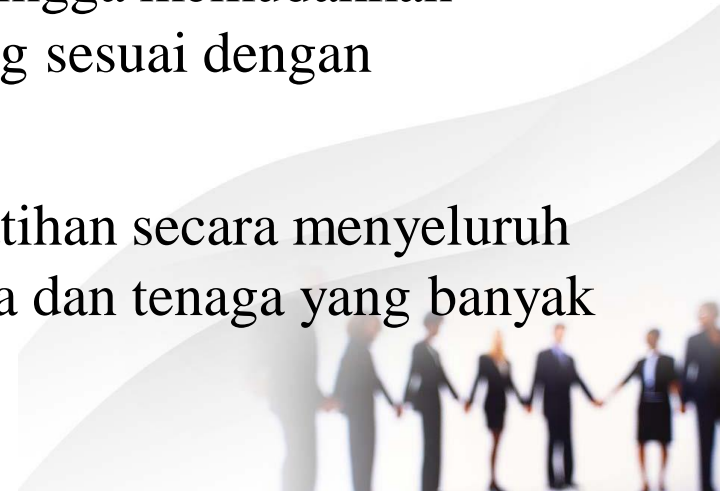 g sesuai dengan
tihan secara menyeluruh
a dan tenaga yang banyak